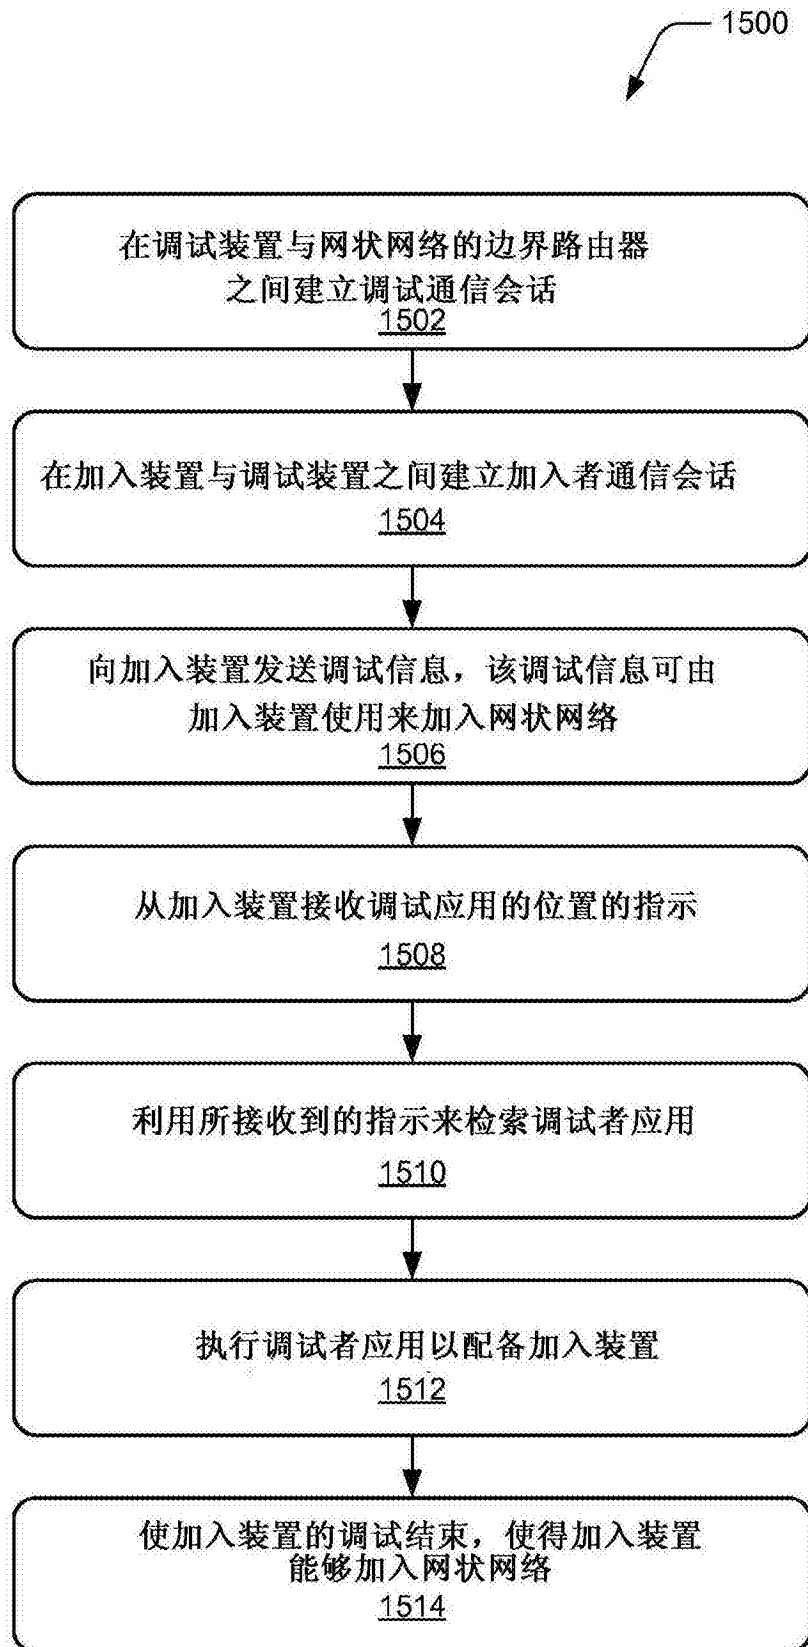 1500
在调试装置与网状网络的边界路由器
之间建立调试通信会话
1502
在加入装置与调试装置之间建立加入者通信会话
1504
向加入装置发送调试信息，该调试信息可由
加入装置使用来加入网状网络
1506
从加入装置接收调试应用的位置的指示
1508
利用所接收到的指示来检索调试者应用
1510
执行调试者应用以配备加入装置
1512
使加入装置的调试结束，使得加入装置
能够加入网状网络
1514